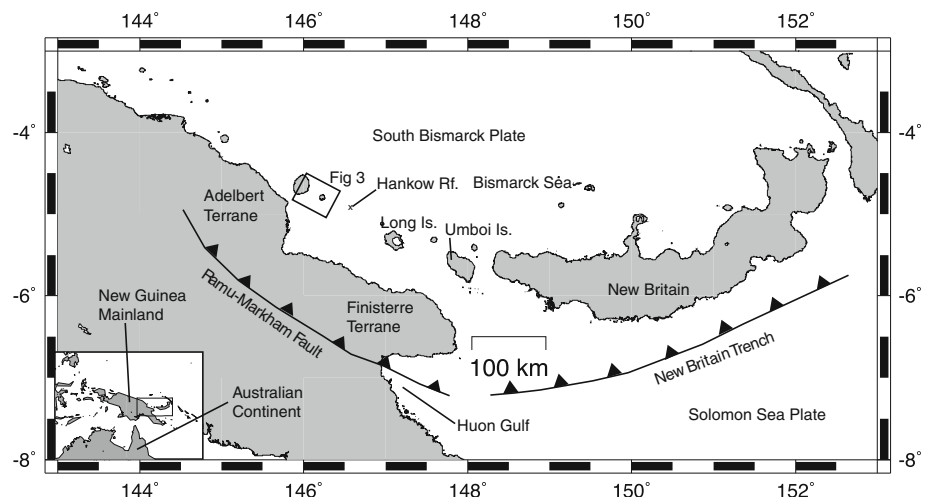 144° 146° 148° 150° 152°
-4° -4°
South Bismarck Plate
Fig 3
Hankow Rf. Bismarck Sea
Adelbert
Terrane
Long Is.
Umboi Is.
-6° -6°
Ramu-Markham Fault
New Guinea
Mainland
Finisterre
Terrane
New Britain
100 km
New Britain Trench
Australian
Continent
Solomon Sea Plate
Huon Gulf
-8° -8°
144° 146° 148° 150° 152°